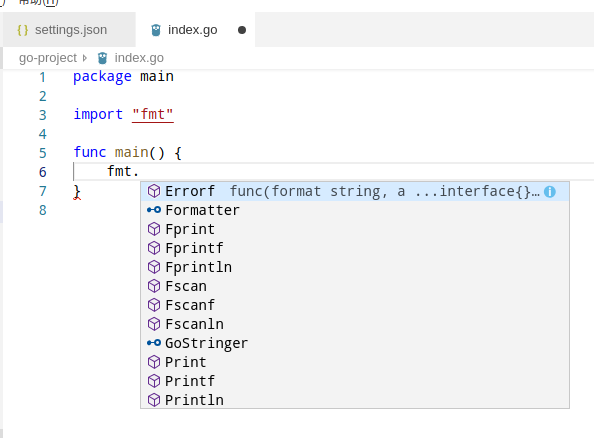 帮助(H)
settings.json index.go
go-project index.go
1 package main
2
3 import "fmt"
4
5 func main() {
6 fmt.
7 }
8
Errorf func(format string, a ...interface{}…
Formatter
Fprint
Fprintf
Fprintln
Fscan
Fscanf
Fscanln
GoStringer
Print
Printf
Println